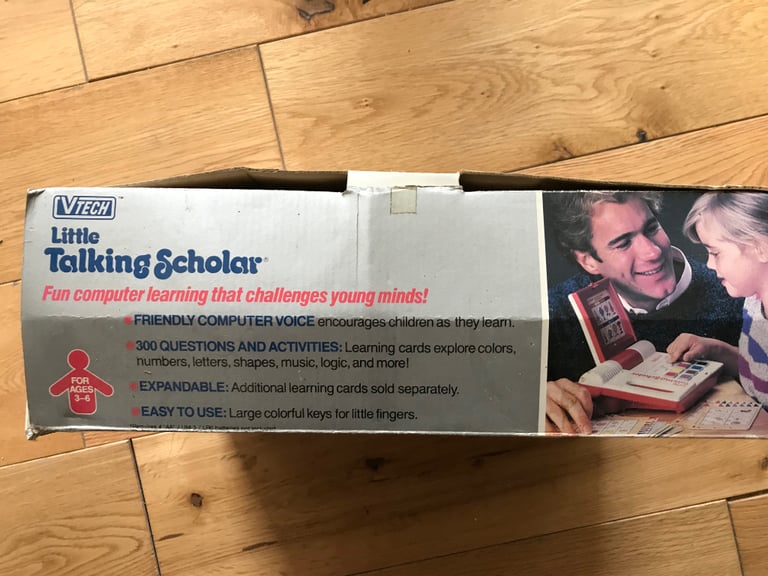 VTECH™
Little
Talking Scholar®
Fun computer learning that challenges young minds!
FRIENDLY COMPUTER VOICE encourages children as they learn.
300 QUESTIONS AND ACTIVITIES: Learning cards explore colors,
numbers, letters, shapes, music, logic, and more!
EXPANDABLE: Additional learning cards sold separately.
EASY TO USE: Large colorful keys for little fingers.
FOR
AGES
3–6